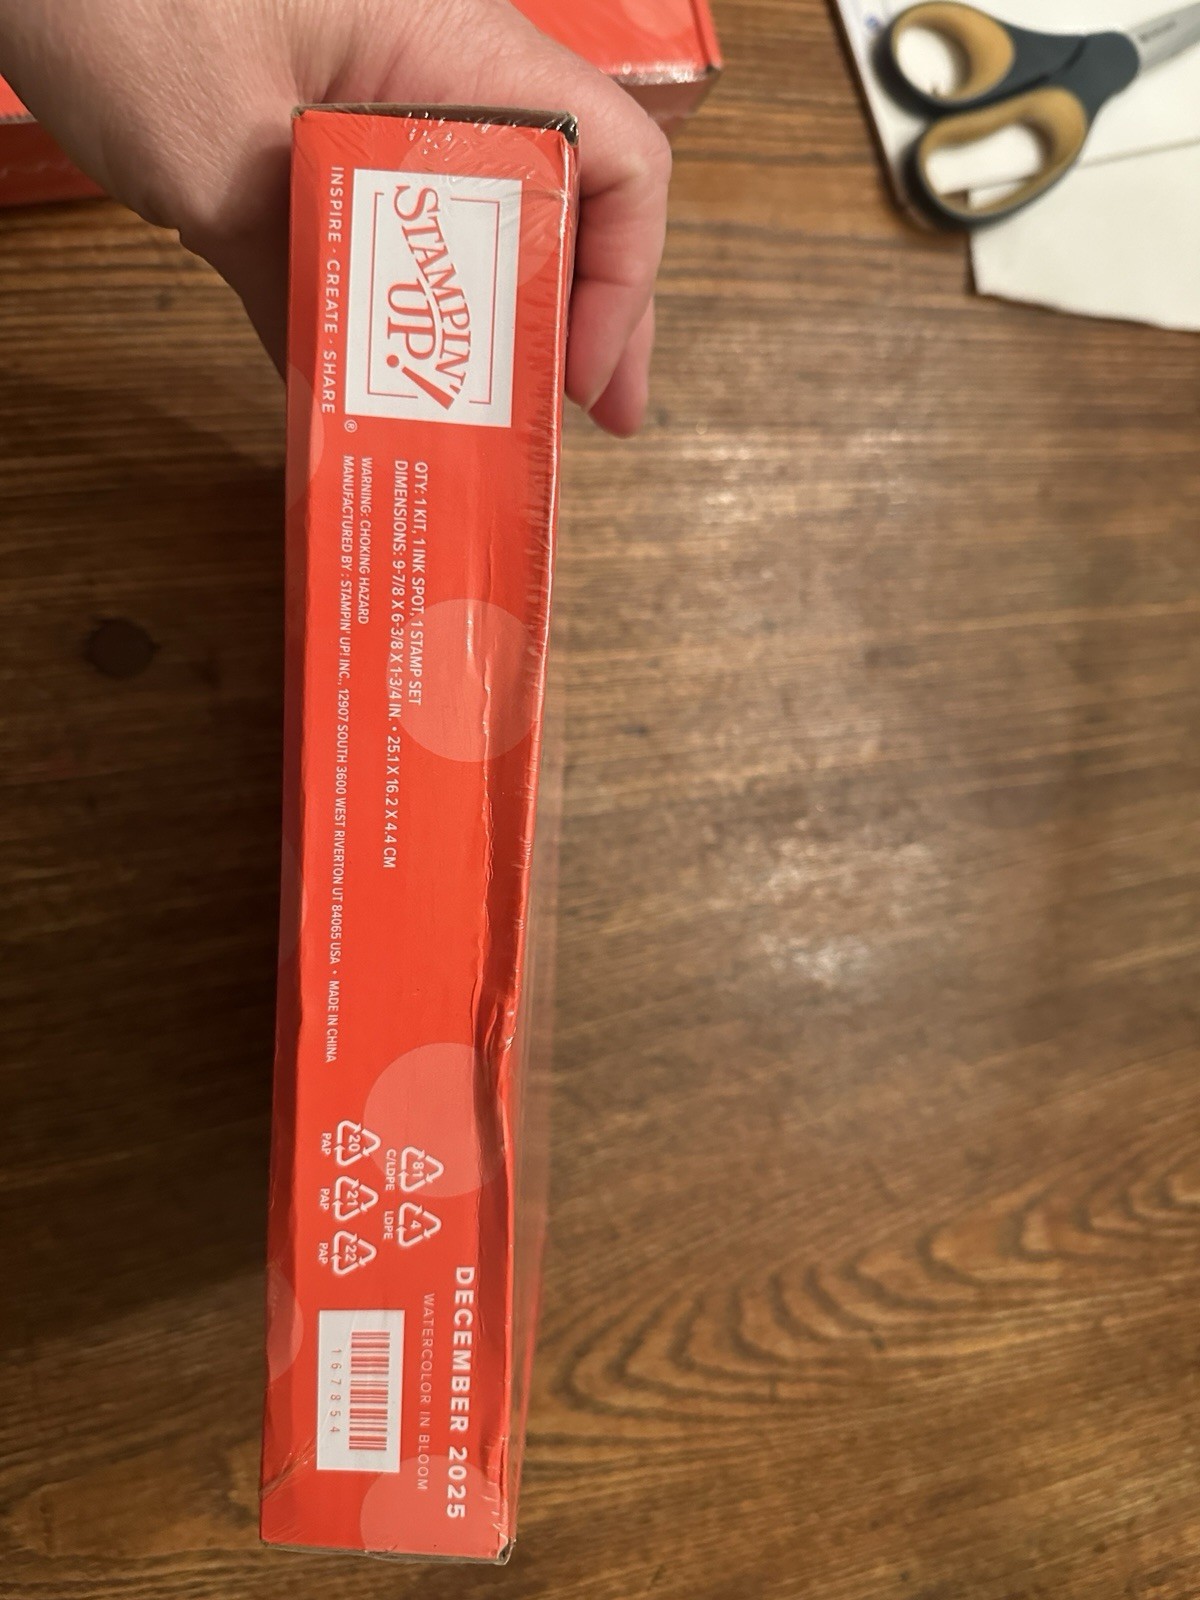 STAMPIN'
UP!
INSPIRE · CREATE · SHARE
®
QTY: 1 KIT, 1 INK SPOT, 1 STAMP SET
DIMENSIONS: 9-7/8 X 6-3/8 X 1-3/4 IN. • 25.1 X 16.2 X 4.4 CM
WARNING: CHOKING HAZARD
MANUFACTURED BY : STAMPIN' UP! INC., 12907 SOUTH 3600 WEST RIVERTON UT 84065 USA • MADE IN CHINA
81 4
C/LDPE LDPE
20 21 22
PAP PAP PAP
DECEMBER 2025
WATERCOLOR IN BLOOM
167854